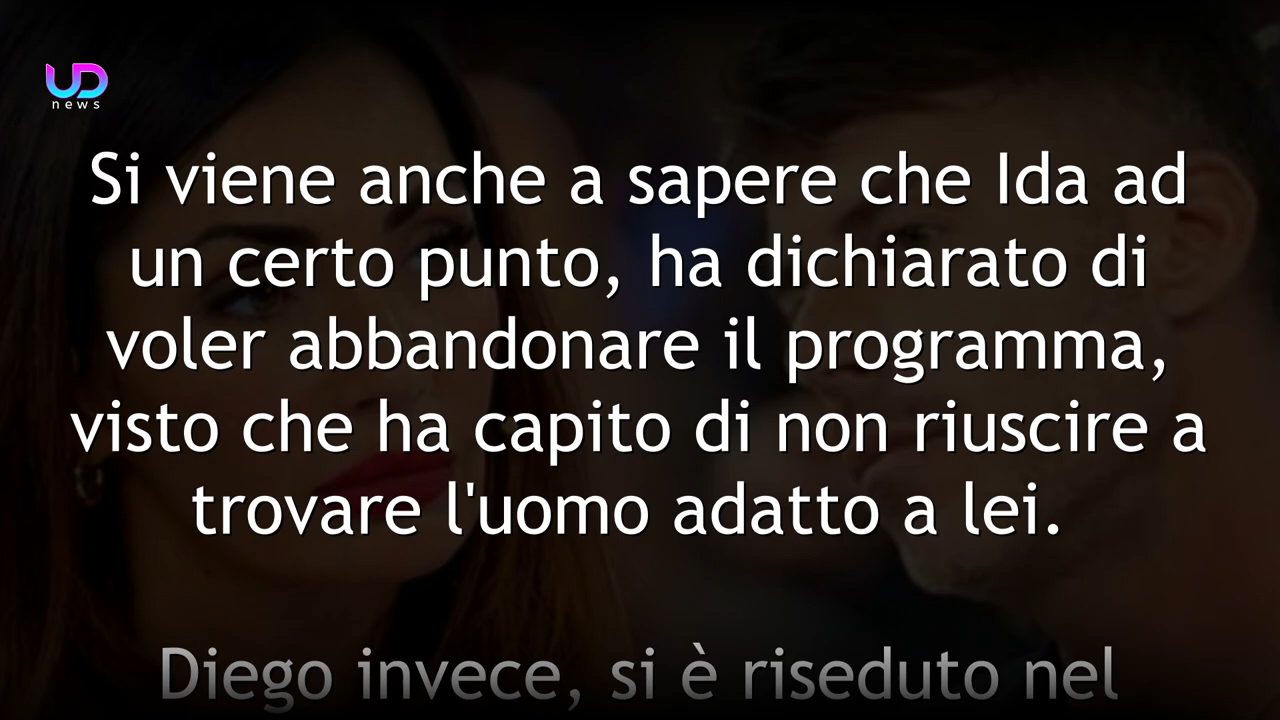 UD
news
Si viene anche a sapere che Ida ad
un certo punto, ha dichiarato di
voler abbandonare il programma,
visto che ha capito di non riuscire a
trovare l'uomo adatto a lei.
Diego invece, si è riseduto nel